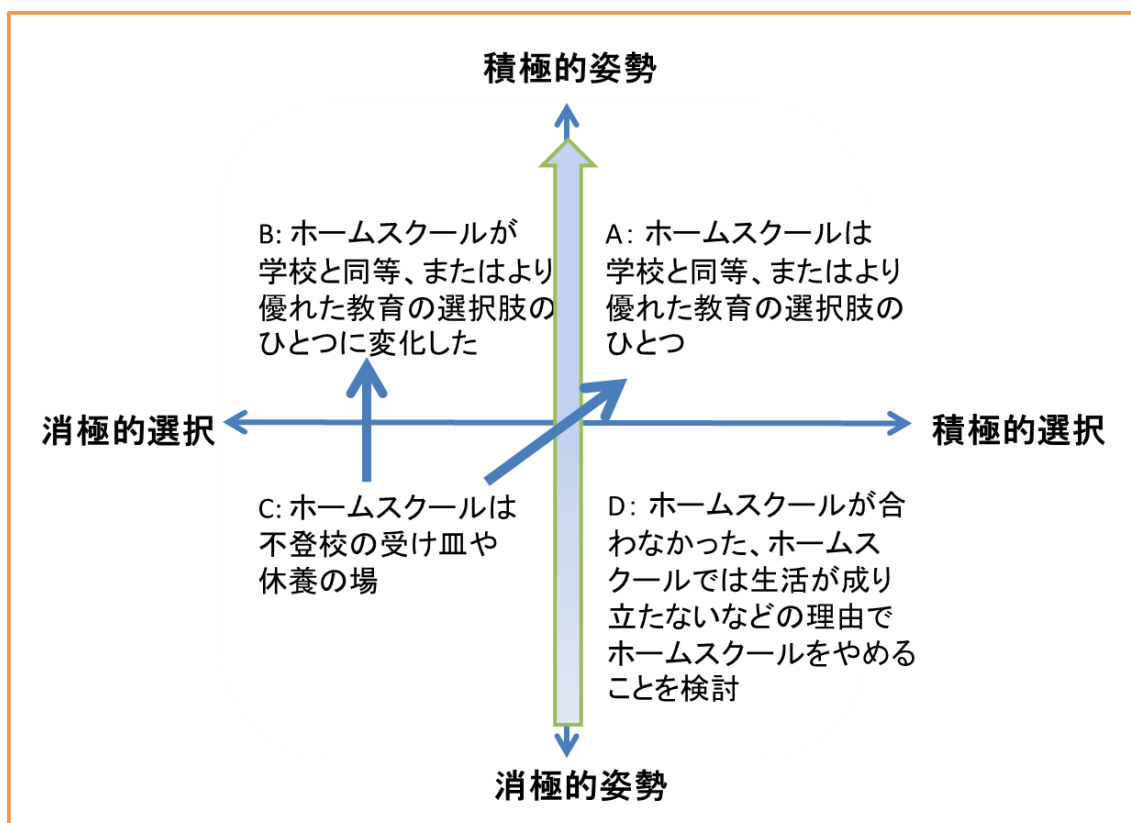 積極的姿勢
B: ホームスクールが
学校と同等、またはより
優れた教育の選択肢の
ひとつに変化した
A： ホームスクールは
学校と同等、またはより
優れた教育の選択肢の
ひとつ
消極的選択
積極的選択
C: ホームスクールは
不登校の受け皿や
休養の場
D： ホームスクールが合
わなかった、ホームス
クールでは生活が成り
立たないなどの理由で
ホームスクールをやめる
ことを検討
消極的姿勢